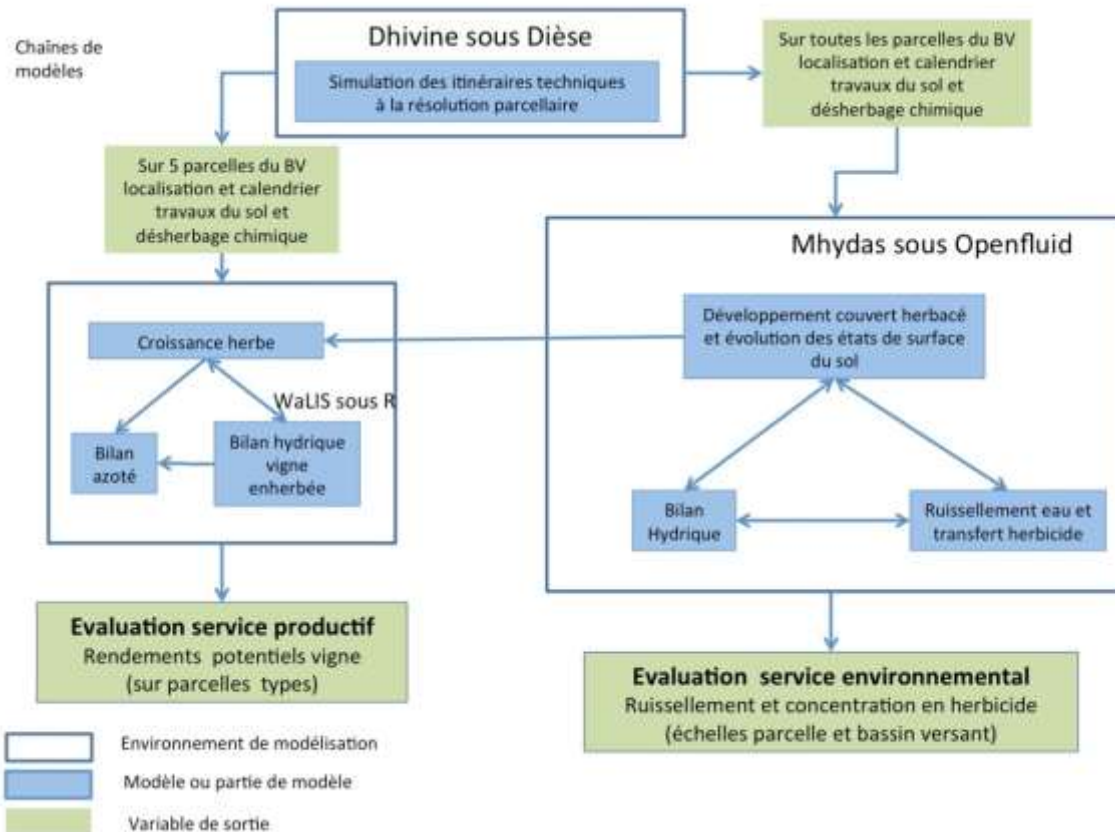 Chaînes de
modèles
Dhivine sous Dièse
Simulation des itinéraires techniques
à la résolution parcellaire
Sur toutes les parcelles du BV
localisation et calendrier
travaux du sol et
désherbage chimique
Sur 5 parcelles du BV
localisation et calendrier
travaux du sol et
désherbage chimique
Mhydas sous Openfluid
Croissance herbe
Développement couvert herbacé
et évolution des états de surface
du sol
WaLIS sous R
Bilan
azoté
Bilan hydrique
vigne
enherbée
Bilan
Hydrique
Ruissellement eau et
transfert herbicide
Evaluation service productif
Rendements potentiels vigne
(sur parcelles types)
Evaluation service environnemental
Ruissellement et concentration en herbicide
(échelles parcelle et bassin versant)
Environnement de modélisation
Modèle ou partie de modèle
Variable de sortie